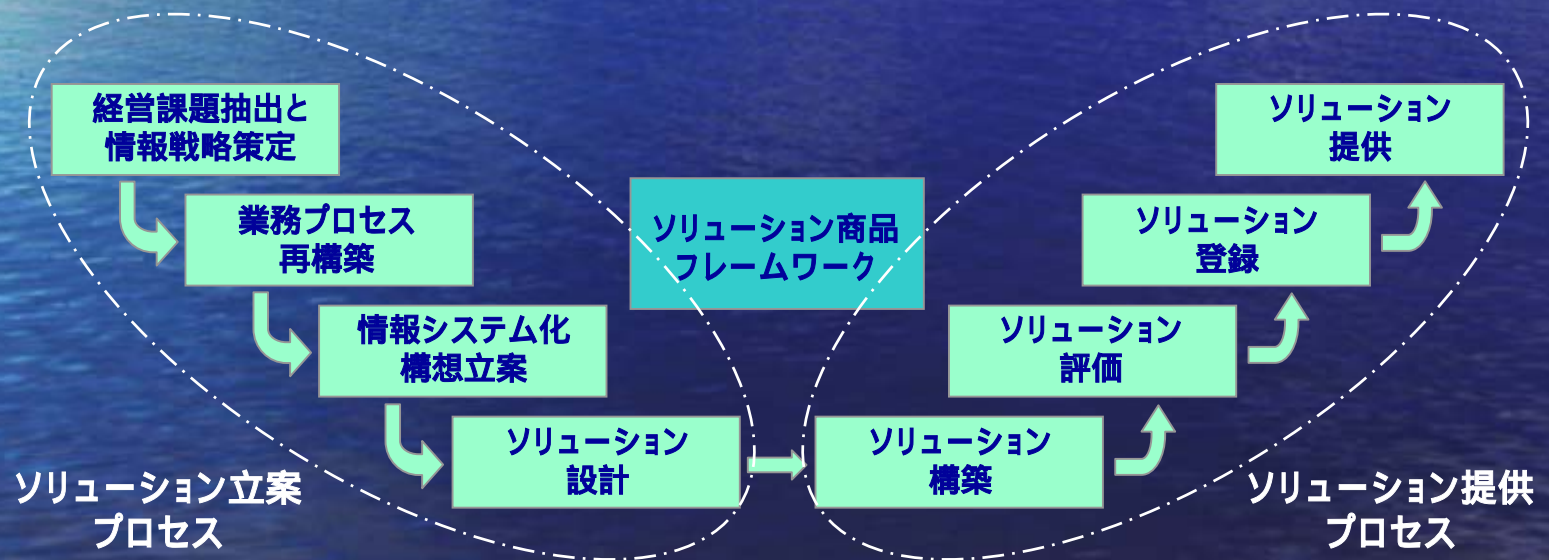 経営課題抽出と
情報戦略策定
業務プロセス
再構築
情報システム化
構想立案
ソリューション
設計
ソリューション立案
プロセス
ソリューション商品
フレームワーク
ソリューション
構築
ソリューション
評価
ソリューション
登録
ソリューション
提供
ソリューション提供
プロセス